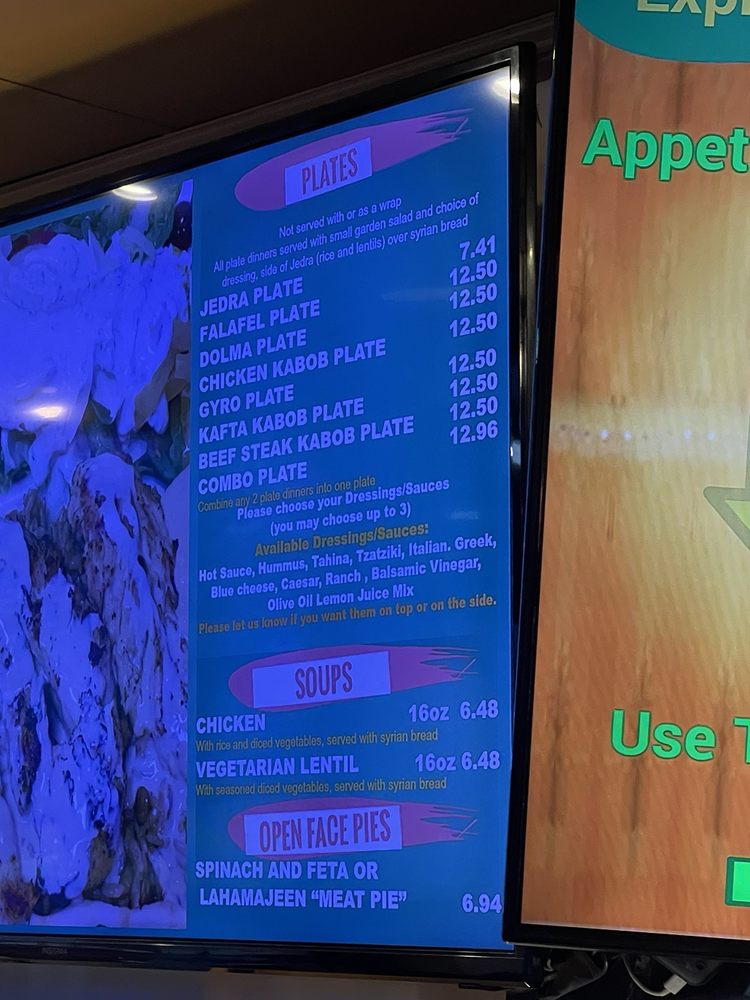 PLATES
Not served with or as a wrap
All plate dinners served with small garden salad and choice of
dressing, side of Jedra (rice and lentils) over syrian bread
JEDRA PLATE 7.41
FALAFEL PLATE 12.50
DOLMA PLATE 12.50
CHICKEN KABOB PLATE 12.50
GYRO PLATE 12.50
KAFTA KABOB PLATE 12.50
BEEF STEAK KABOB PLATE 12.50
COMBO PLATE 12.96
Combine any 2 plate dinners into one plate
Please choose your Dressings/Sauces
(you may choose up to 3)
Available Dressings/Sauces:
Hot Sauce, Hummus, Tahina, Tzatziki, Italian. Greek,
Blue cheese, Caesar, Ranch , Balsamic Vinegar,
Olive Oil Lemon Juice Mix
Please let us know if you want them on top or on the side.
SOUPS
CHICKEN 16oz 6.48
With rice and diced vegetables, served with syrian bread
VEGETARIAN LENTIL 16oz 6.48
With seasoned diced vegetables, served with syrian bread
OPEN FACE PIES
SPINACH AND FETA OR
LAHAMAJEEN “MEAT PIE” 6.94
Expr
Appet
Use T